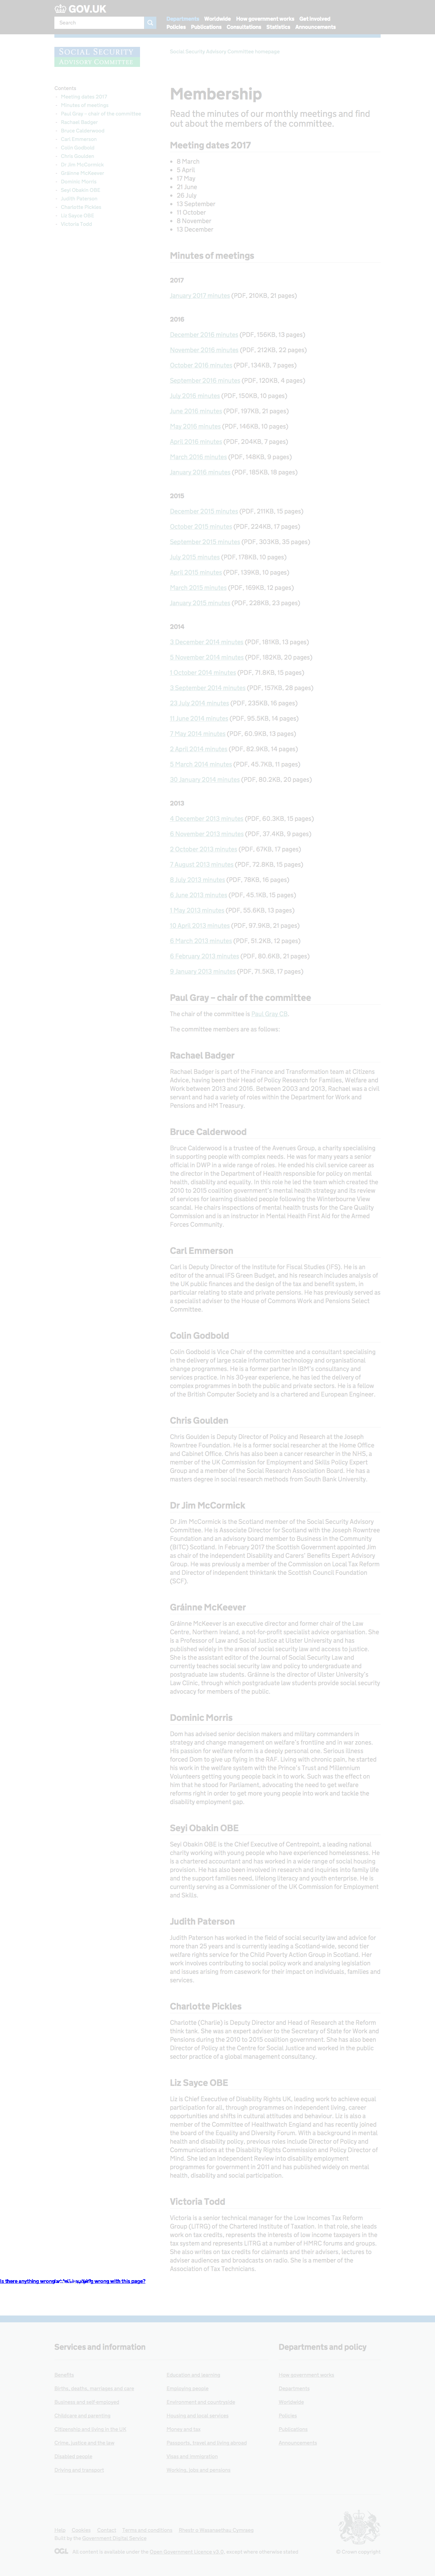 GOV.UK
Search
Departments Worldwide How government works Get involved
Policies Publications Consultations Statistics Announcements
SOCIAL SECURITY
ADVISORY COMMITTEE
Social Security Advisory Committee homepage
Contents
Meeting dates 2017
Minutes of meetings
Paul Gray – chair of the committee
Rachael Badger
Bruce Calderwood
Carl Emmerson
Colin Godbold
Chris Goulden
Dr Jim McCormick
Gráinne McKeever
Dominic Morris
Seyi Obakin OBE
Judith Paterson
Charlotte Pickles
Liz Sayce OBE
Victoria Todd
Membership
Read the minutes of our monthly meetings and find
out about the members of the committee.
Meeting dates 2017
8 March
5 April
17 May
21 June
26 July
13 September
11 October
8 November
13 December
Minutes of meetings
2017
January 2017 minutes (PDF, 210KB, 21 pages)
2016
December 2016 minutes (PDF, 156KB, 13 pages)
November 2016 minutes (PDF, 212KB, 22 pages)
October 2016 minutes (PDF, 134KB, 7 pages)
September 2016 minutes (PDF, 120KB, 4 pages)
July 2016 minutes (PDF, 150KB, 10 pages)
June 2016 minutes (PDF, 197KB, 21 pages)
May 2016 minutes (PDF, 146KB, 10 pages)
April 2016 minutes (PDF, 204KB, 7 pages)
March 2016 minutes (PDF, 148KB, 9 pages)
January 2016 minutes (PDF, 185KB, 18 pages)
2015
December 2015 minutes (PDF, 211KB, 15 pages)
October 2015 minutes (PDF, 224KB, 17 pages)
September 2015 minutes (PDF, 303KB, 35 pages)
July 2015 minutes (PDF, 178KB, 10 pages)
April 2015 minutes (PDF, 139KB, 10 pages)
March 2015 minutes (PDF, 169KB, 12 pages)
January 2015 minutes (PDF, 228KB, 23 pages)
2014
3 December 2014 minutes (PDF, 181KB, 13 pages)
5 November 2014 minutes (PDF, 182KB, 20 pages)
1 October 2014 minutes (PDF, 71.8KB, 15 pages)
3 September 2014 minutes (PDF, 157KB, 28 pages)
23 July 2014 minutes (PDF, 335KB, 16 pages)
11 June 2014 minutes (PDF, 95.5KB, 14 pages)
7 May 2014 minutes (PDF, 60.9KB, 13 pages)
2 April 2014 minutes (PDF, 82.9KB, 14 pages)
5 March 2014 minutes (PDF, 45.7KB, 11 pages)
30 January 2014 minutes (PDF, 80.2KB, 20 pages)
2013
4 December 2013 minutes (PDF, 60.3KB, 15 pages)
6 November 2013 minutes (PDF, 37.4KB, 9 pages)
2 October 2013 minutes (PDF, 67KB, 17 pages)
7 August 2013 minutes (PDF, 72.8KB, 15 pages)
8 July 2013 minutes (PDF, 78KB, 16 pages)
5 June 2013 minutes (PDF, 45.1KB, 15 pages)
1 May 2013 minutes (PDF, 55.0KB, 13 pages)
10 April 2013 minutes (PDF, 97.9KB, 21 pages)
6 March 2013 minutes (PDF, 51.2KB, 12 pages)
6 February 2013 minutes (PDF, 90.6KB, 21 pages)
9 January 2013 minutes (PDF, 71.5KB, 17 pages)
Paul Gray – chair of the committee
The chair of the committee is Paul Gray CB.
The committee members are as follows:
Rachael Badger
Rachael Badger is part of the Finance and Transformation team at Citizens
Advice, having been their Head of Policy Research for Families, Welfare and
Work between 2013 and 2016. Between 2003 and 2013, Rachael was a civil
servant and had a variety of roles within the Department for Work and
Pensions and HM Treasury.
Bruce Calderwood
Bruce Calderwood is a trustee of the Avenues Group, a charity specialising
in supporting people with complex needs. He was for many years a senior
official in DWP in a range of roles. He ended his civil service career as
the director in the Department of Health responsible for policy on mental
health, disability and equality. In this role he led the team which created the
2010 to 2015 coalition government's mental health strategy and its review
of services for learning disabled people following the Winterbourne View
scandal. He chairs inspections of mental health trusts for the Care Quality
Commission and is an instructor in Mental Health First Aid for the Armed
Forces Community.
Carl Emmerson
Carl is Deputy Director of the Institute for Fiscal Studies (IFS). He is an
editor of the annual IFS Green Budget, and his research includes analysis of
the UK public finances and the design of the tax and benefit system, in
particular relating to state and private pensions. He has previously served as
a specialist adviser to the House of Commons Work and Pensions Select
Committee.
Colin Godbold
Colin Godbold is Vice Chair of the committee and a consultant specialising
in the delivery of large scale information technology and organisational
change programmes. He is a former partner in IBM's consultancy and
services practice. In his 30 year experience, he has led the delivery of
complex programmes in both the public and private sectors. He is a fellow
of the British Computer Society and is a chartered and European Engineer.
Chris Goulden
Chris Goulden is Deputy Director of Policy and Research at the Joseph
Rowntree Foundation. He is a former social researcher at the Home Office
and Cabinet Office. Chris has also been a cancer researcher in the NHS, a
member of the UK Commission for Employment and Skills Policy Expert
Group and a member of the Social Research Association Board. He has a
masters degree in social research methods from South Bank University.
Dr Jim McCormick
Dr Jim McCormick is the Scotland member of the Social Security Advisory
Committee. He is Associate Director for Scotland with the Joseph Rowntree
Foundation and an advisory board member to Business in the Community
(BITC) Scotland. In February 2017 the Scottish Government appointed Jim
as chair of the independent Disability and Carers' Benefits Expert Advisory
Group. He was previously member of the Commission on Local Tax Reform
and Director of independent thinktank the Scottish Council Foundation
(SCF).
Gráinne McKeever
Gráinne McKeever is an executive director and former chair of Law
Centre, Northern Ireland, a not-for-profit specialist advice organisation. She
is Professor of Law and Social Justice at Ulster University and has
published widely in the areas of social security law and access to justice.
She is the assistant editor of the Journal of Social Security Law and
currently teaches social security law and policy to undergraduate and
postgraduate law students. Gráinne is the director of Ulster University's
Law Clinic, through which postgraduate law students provide social security
advocacy for members of the public.
Dominic Morris
Dom has advised senior decision makers and military commanders in
strategy and change management on welfare's frontline and in war zones.
His passion for welfare reform is a deeply personal one. Serious illness
forced Dom to give up flying in the RAF. Living with chronic pain, he started
his work in the welfare system with the Prince's Trust and Millennium
Volunteers getting young people back in to work. Such was the effect on
him that he stood for Parliament, advocating the need to get welfare
reforms right in order to get more young people into work and tackle the
disability employment gap.
Seyi Obakin OBE
Seyi Obakin OBE is the Chief Executive of Centrepoint, a leading national
charity working with young people who have experienced homelessness. He
is a chartered accountant and has worked in a variety of roles in the housing
sector. He has also been involved in research and inquiries into family life
and the support families need, lifelong literacy and youth enterprise. He is
currently serving as a Commissioner of the UK Commission for Employment
and Skills.
Judith Paterson
Judith Paterson has worked in the field of social security law and advice for
more than 25 years and is currently leading a Scotland-wide, second tier
welfare rights service for the Child Poverty Action Group in Scotland. Her
work involves contributing to social policy work and analysing legislation
and issues arising from casework for their impact on individuals, families and
services.
Charlotte Pickles
Charlotte (Charlie) is Deputy Director and Head of Research at the Reform
think tank. She was an expert adviser to the Secretary of State for Work and
Pensions during the 2010 to 2015 coalition government. She has also been
Director of Policy at the Centre for Social Justice and worked in the public
sector practice of a global management consultancy.
Liz Sayce OBE
Liz is Chief Executive of Disability Rights UK, leading work to achieve equal
participation for all, through programmes on independent living, career
opportunities and shifts in cultural attitudes and behaviour. Liz is also a
member of the Committee of Healthwatch England and has been recently
part of the Equality and Diversity Forum. With a background in mental
health and disability policy, previous roles include Director of Policy and
Communications at the Disability Rights Commission and Policy Director of
Mind. She led an independent Review into disability employment
programmes for government in 2011 and has published widely on mental
health, disability and social participation.
Victoria Todd
Victoria is a senior technical manager for the Low Incomes Tax Reform
Group (LITRG) of the Chartered Institute of Taxation. In that role, she
undertakes technical work on tax credits, benefits and low income taxpayer
issues, represents LITRG at a number of HMRC forums and groups.
She also writes on tax credits for claimants and their advisers, supports
adviser audiences and broadcasts on radio. She is a member of the
Association of Tax Technicians.
Is there anything wrong with this page?
Services and information
Departments and policy
Benefits
Births, deaths, marriages and care
Business and self-employed
Childcare and parenting
Citizenship and living in the UK
Crime, justice and the law
Disabled people
Driving and transport
Education and learning
Employing people
Environment and countryside
Housing and local services
Money and tax
Passports, travel and living abroad
Visas and immigration
Working, jobs and pensions
How government works
Departments
Worldwide
Policies
Publications
Announcements
Help Cookies Contact Terms and conditions Rhestr o Wasanaethau Cymraeg
Built by the Government Digital Service
OGL All content is available under the Open Government Licence v3.0, except where otherwise stated
© Crown copyright